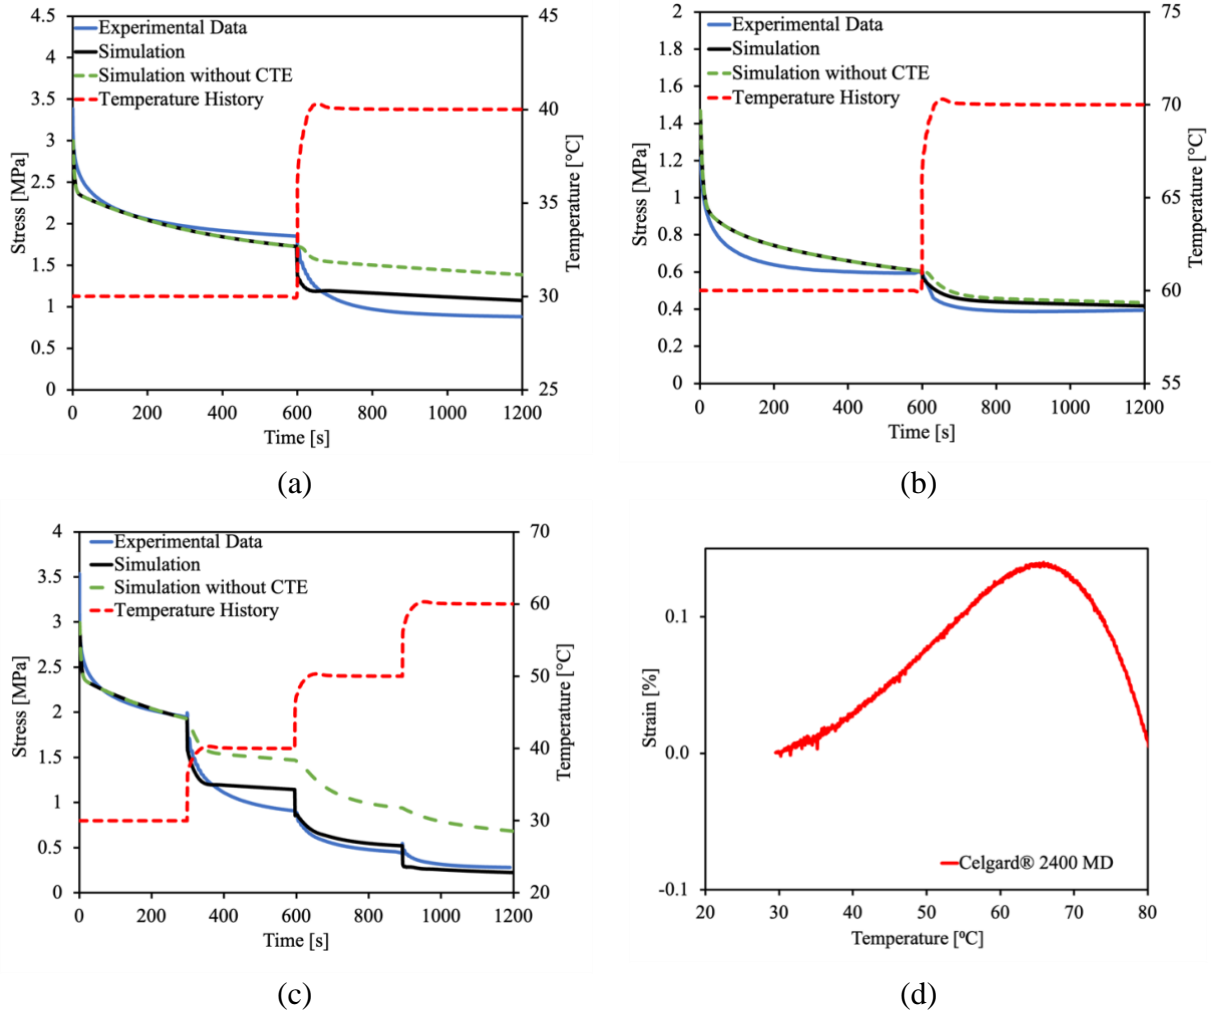 4.5
4
3.5
3
2.5
2
1.5
1
0.5
0
Stress [MPa]
Experimental Data
Simulation
Simulation without CTE
Temperature History
45
40
35
30
25
Temperature [°C]
0 200 400 600 800 1000 1200
Time [s]
(a)
2
1.8
1.6
1.4
1.2
1
0.8
0.6
0.4
0.2
0
Stress [MPa]
Experimental Data
Simulation
Simulation without CTE
Temperature History
75
70
65
60
55
Temperature [°C]
0 200 400 600 800 1000 1200
Time [s]
(b)
4
3.5
3
2.5
2
1.5
1
0.5
0
Stress [MPa]
Experimental Data
Simulation
Simulation without CTE
Temperature History
70
60
50
40
30
20
Temperature [°C]
0 200 400 600 800 1000 1200
Time [s]
(c)
0.1
0.0
-0.1
Strain [%]
Celgard® 2400 MD
20 30 40 50 60 70 80
Temperature [°C]
(d)